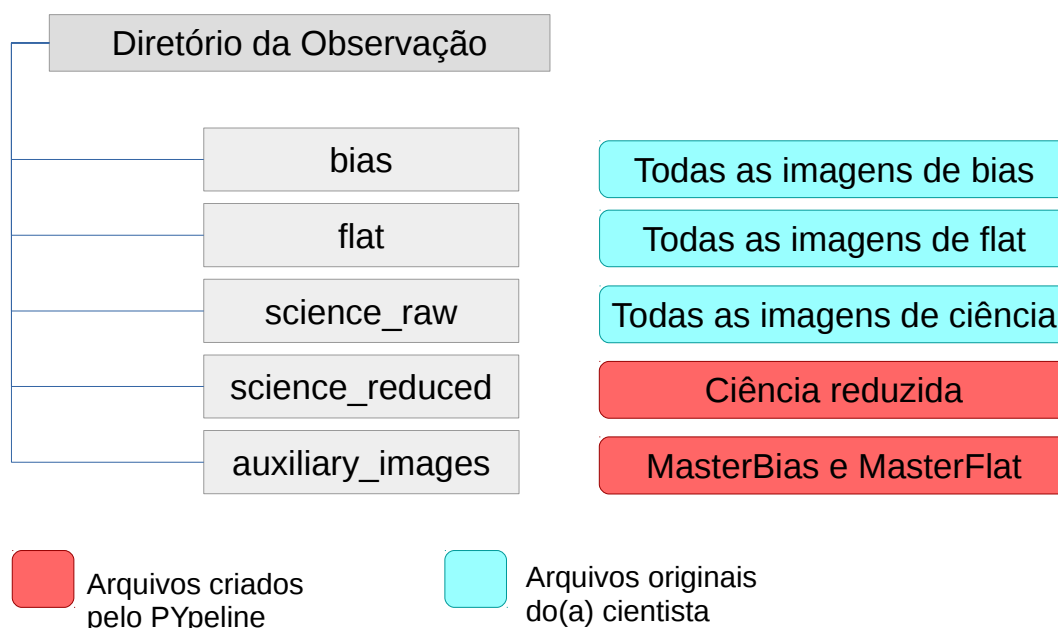 Diretório da Observação
bias
Todas as imagens de bias
flat
Todas as imagens de flat
science_raw
Todas as imagens de ciência
science_reduced
Ciência reduzida
auxiliary_images
MasterBias e MasterFlat
Arquivos criados
pelo PYpeline
Arquivos originais
do(a) cientista